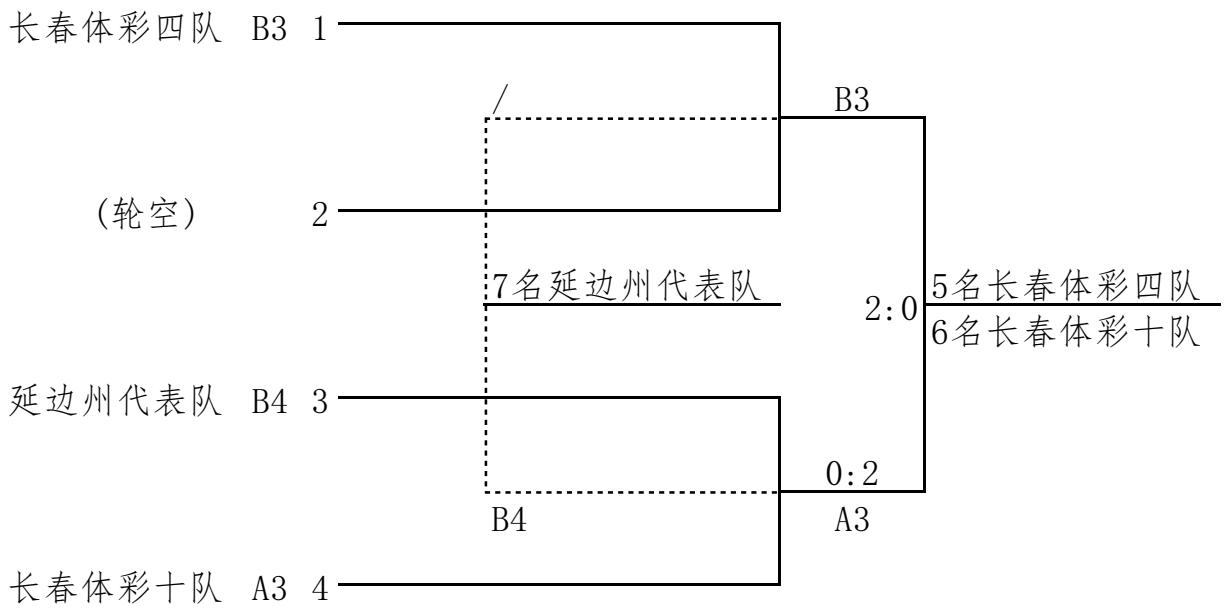 长春体彩四队 B3 1
/
B3
(轮空) 2
7名延边州代表队
2:0
5名长春体彩四队
6名长春体彩十队
延边州代表队 B4 3
0:2
B4
A3
长春体彩十队 A3 4